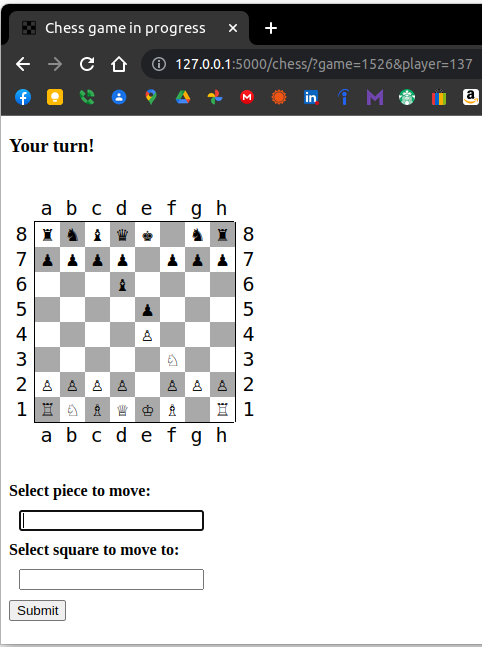 Chess game in progress
127.0.0.1:5000/chess/?game=1526&player=137
Your turn!
a b c d e f g h
8 ♜♞♝♛♚ ♞♜ 8
7 ♟♟♟♟ ♟♟♟ 7
6 ♝ 6
5 ♟ 5
4 ♙ 4
3 ♘ 3
2 ♙♙♙♙ ♙♙♙ 2
1 ♖♘♗♕♔♗ ♖ 1
a b c d e f g h
Select piece to move:
Select square to move to:
Submit